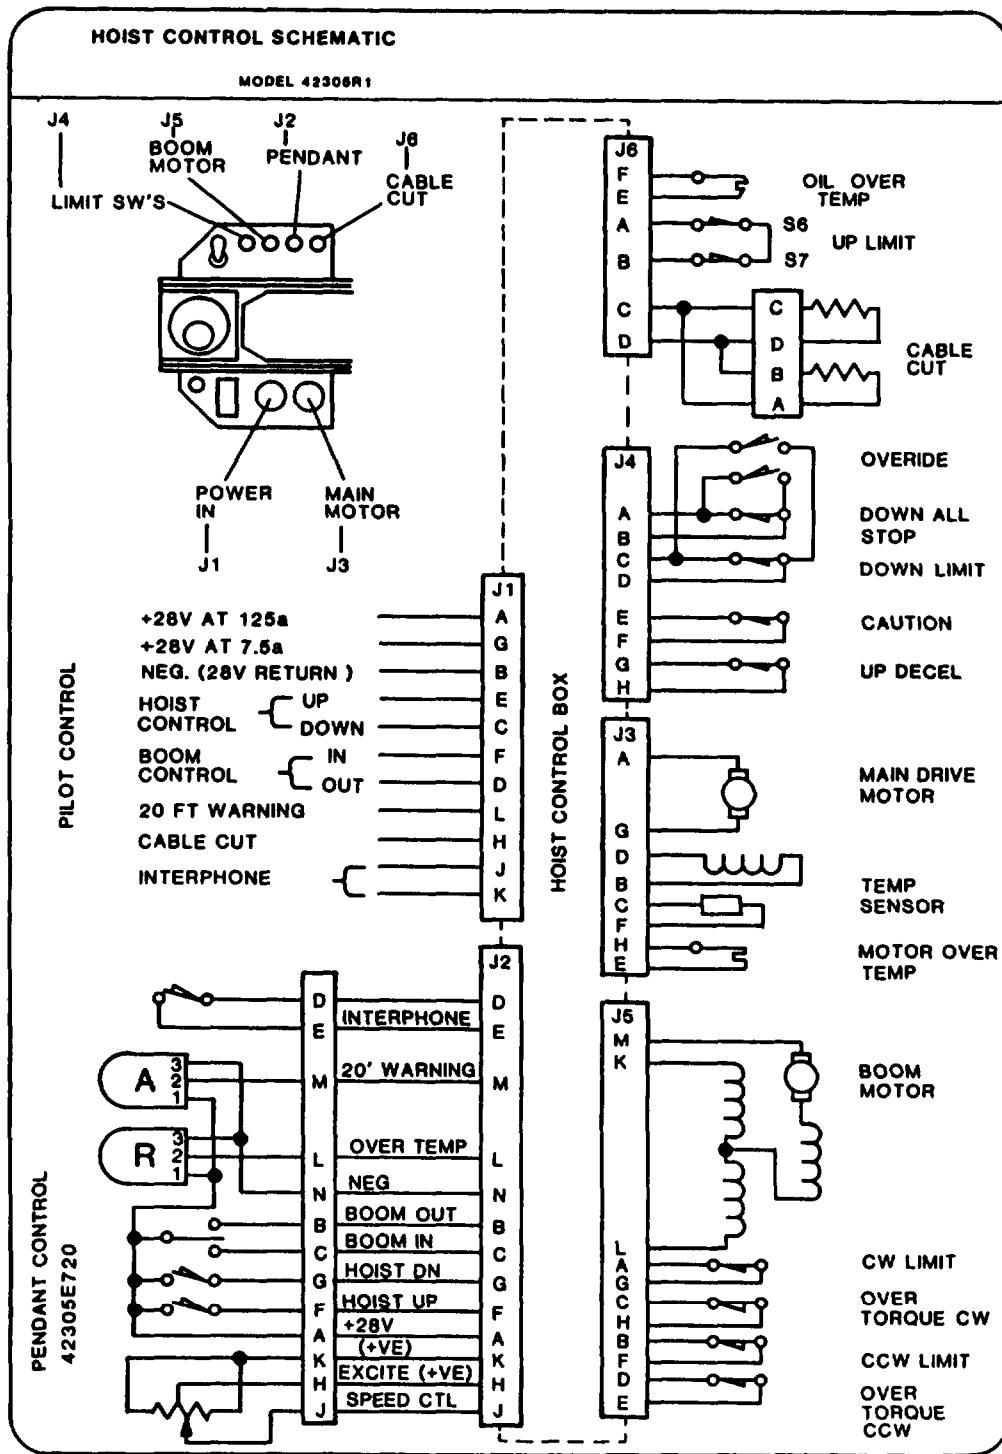 HOIST CONTROL SCHEMATIC
MODEL 42305R1
J4
J5
BOOM
MOTOR
J2
PENDANT
J6
CABLE
CUT
LIMIT SW'S
POWER
IN
J1
MAIN
MOTOR
J3
PILOT CONTROL
J1
+28V AT 125a A
+28V AT 7.5a G
NEG. (28V RETURN ) B
HOIST
CONTROL
UP E
DOWN C
BOOM
CONTROL
IN F
OUT D
20 FT WARNING L
CABLE CUT H
INTERPHONE J
K
HOIST CONTROL BOX
PENDANT CONTROL
42305E720
J2
D INTERPHONE D
E E
A 3
2
1
M 20' WARNING M
R 3
2
1
L OVER TEMP L
N NEG N
B BOOM OUT B
C BOOM IN C
G HOIST DN G
F HOIST UP F
A +28V A
K (+VE) K
H EXCITE (+VE) H
J SPEED CTL J
J6
F
E
OIL OVER
TEMP
A S6
B S7
UP LIMIT
C
D
C
D
B
A
CABLE
CUT
J4
OVERIDE
A
B
DOWN ALL
STOP
C
D
DOWN LIMIT
E
F
CAUTION
G
H
UP DECEL
J3
A
G
MAIN DRIVE
MOTOR
D
B
C
F
TEMP
SENSOR
H
E
MOTOR OVER
TEMP
J5
M
K
BOOM
MOTOR
L
A
G
CW LIMIT
C
H
OVER
TORQUE CW
B
F
CCW LIMIT
D
E
OVER
TORQUE
CCW